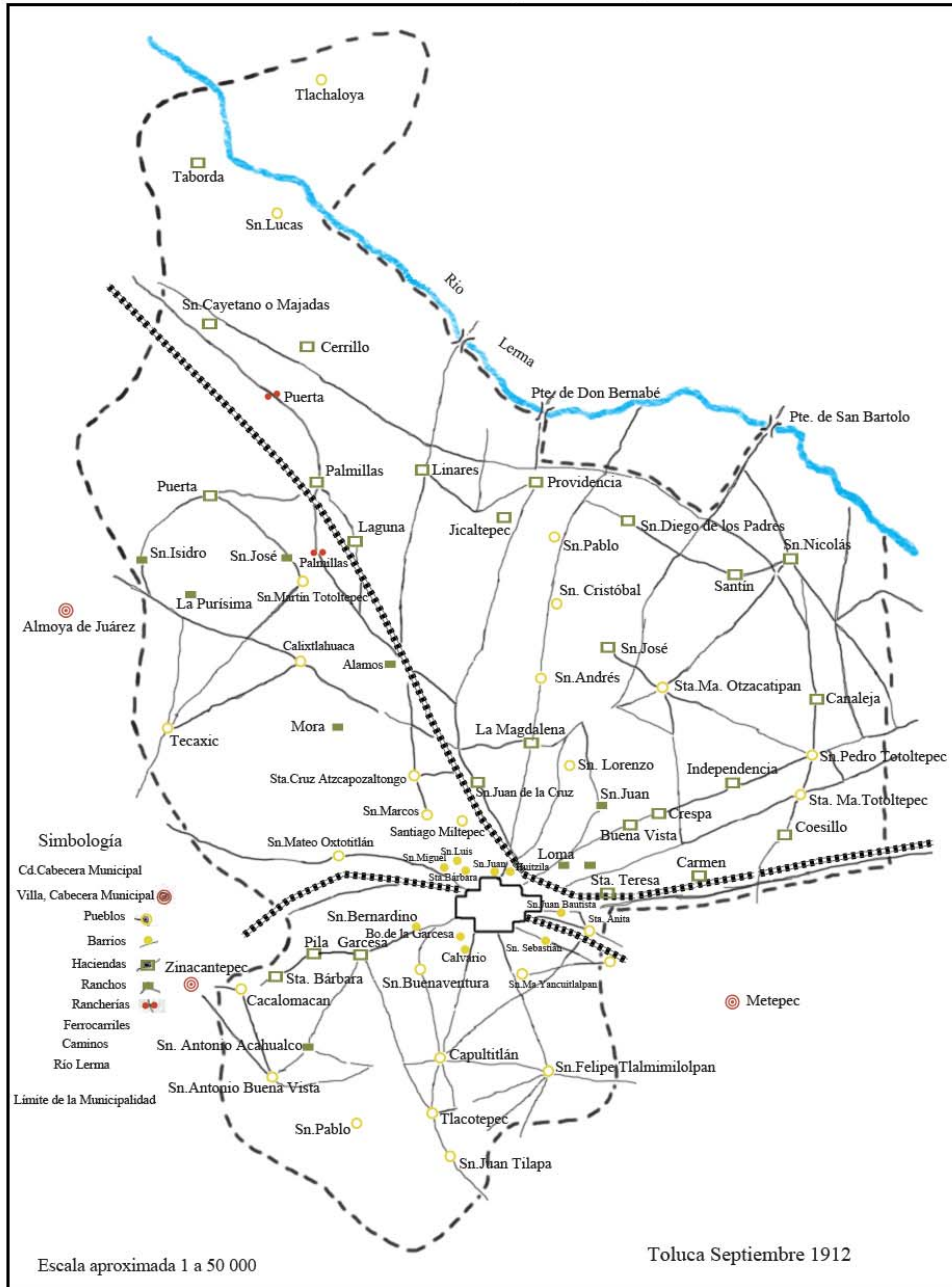 Tlachaloya
Taborda
Sn.Lucas
Río
Lerma
Sn.Cayetano o Majadas
Cerrillo
Puerta
Pte. de Don Bernabé
Pte. de San Bartolo
Palmillas
Linares
Providencia
Puerta
Jicaltepec
Laguna
Sn.Diego de los Padres
Sn.Pablo
Sn.Nicolás
Sn.Isidro
Sn.José
Palmillas
Santín
La Purísima
Sn.Martín Totoltepec
Sn. Cristóbal
Almoya de Juárez
Calixtlahuaca
Sn.José
Alamos
Sn.Andrés
Sta.Ma. Otzacatipan
Canaleja
Mora
La Magdalena
Tecaxic
Sn. Lorenzo
Sn.Pedro Totoltepec
Sta.Cruz Atzcapozaltongo
Independencia
Sn.Juan de la Cruz
Sn.Juan
Sta. Ma.Totoltepec
Sn.Marcos
Crespa
Santiago Miltepec
Buena Vista
Coesillo
Simbología
Sn.Mateo Oxtotitlán
Sn.Luis
Sn.Miguel
Sn.Juan
Huitzila
Loma
Carmen
Cd.Cabecera Municipal
Sta.Bárbara
Sta. Teresa
Villa, Cabecera Municipal
Sn.Juan Bautista
Pueblos
Sn.Bernardino
Sta. Anita
Bo.de la Garcesa
Barrios
Pila
Garcesa
Calvario
Sn. Sebastián
Haciendas
Zinacantepec
Sta. Bárbara
Sn.Buenaventura
Sn.Ma.Yancuitlalpan
Ranchos
Cacalomacan
Metepec
Rancherías
Ferrocarriles
Caminos
Sn. Antonio Acahualco
Capultitlán
Río Lerma
Sn.Felipe Tlalmimilolpan
Sn.Antonio Buena Vista
Límite de la Municipalidad
Tlacotepec
Sn.Pablo
Sn.Juan Tilapa
Escala aproximada 1 a 50 000
Toluca Septiembre 1912